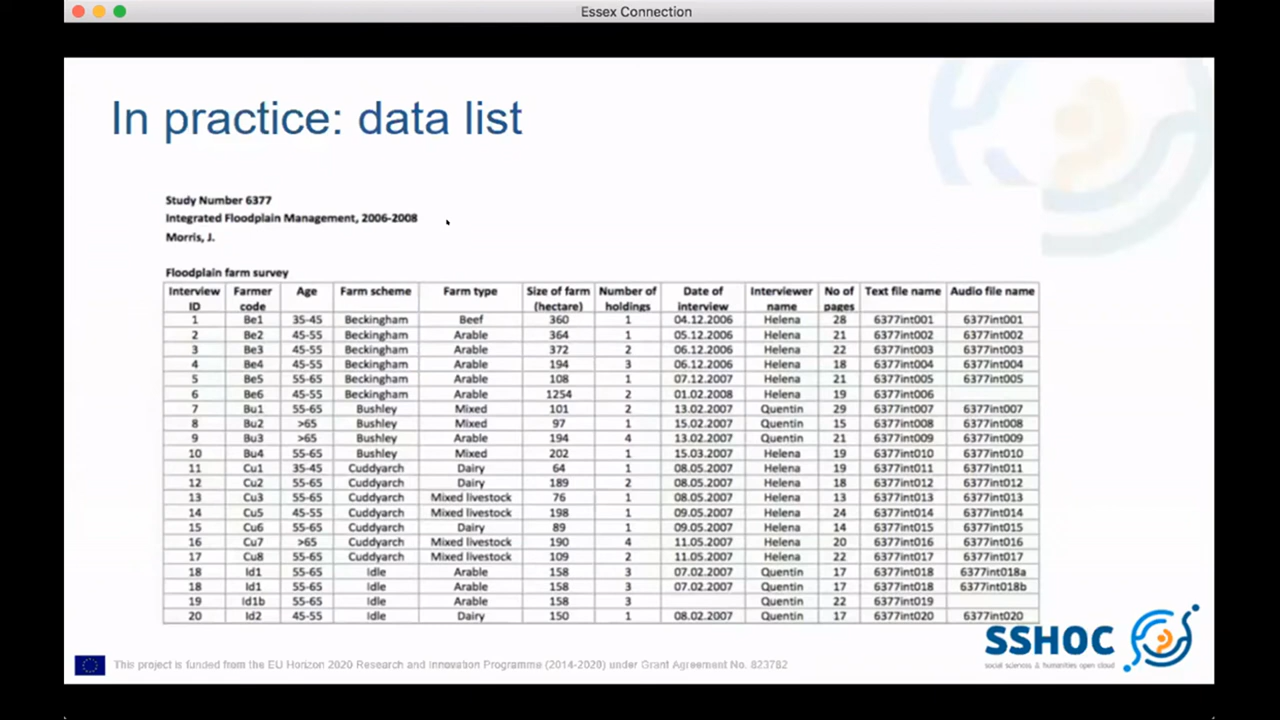 Essex Connection
In practice: data list
Study Number 6377
Integrated Floodplain Management, 2006-2008
Morris, J.
Floodplain farm survey
Interview ID Farmer code Age Farm scheme Farm type Size of farm (hectare) Number of holdings Date of interview Interviewer name No of pages Text file name Audio file name
1 Be1 35-45 Beckingham Beef 360 1 04.12.2006 Helena 28 6377int001 6377int001
2 Be2 45-55 Beckingham Arable 364 1 05.12.2006 Helena 21 6377int002 6377int002
3 Be3 45-55 Beckingham Arable 372 2 06.12.2006 Helena 22 6377int003 6377int003
4 Be4 45-55 Beckingham Arable 194 3 06.12.2006 Helena 18 6377int004 6377int004
5 Be5 55-65 Beckingham Arable 108 1 07.12.2007 Helena 21 6377int005 6377int005
6 Be6 45-55 Beckingham Arable 1254 2 01.02.2008 Helena 19 6377int006
7 Bu1 55-65 Bushley Mixed 101 2 13.02.2007 Quentin 29 6377int007 6377int007
8 Bu2 >65 Bushley Mixed 97 1 15.02.2007 Quentin 15 6377int008 6377int008
9 Bu3 >65 Bushley Arable 194 4 13.02.2007 Quentin 21 6377int009 6377int009
10 Bu4 55-65 Bushley Mixed 202 1 15.03.2007 Helena 19 6377int010 6377int010
11 Cu1 35-45 Cuddyarch Dairy 64 1 08.05.2007 Helena 19 6377int011 6377int011
12 Cu2 55-65 Cuddyarch Dairy 189 2 08.05.2007 Helena 18 6377int012 6377int012
13 Cu3 55-65 Cuddyarch Mixed livestock 76 1 08.05.2007 Helena 13 6377int013 6377int013
14 Cu5 45-55 Cuddyarch Mixed livestock 198 1 09.05.2007 Helena 24 6377int014 6377int014
15 Cu6 55-65 Cuddyarch Dairy 89 1 09.05.2007 Helena 14 6377int015 6377int015
16 Cu7 >65 Cuddyarch Mixed livestock 190 4 11.05.2007 Helena 20 6377int016 6377int016
17 Cu8 55-65 Cuddyarch Mixed livestock 109 2 11.05.2007 Helena 22 6377int017 6377int017
18 Id1 55-65 Idle Arable 158 3 07.02.2007 Quentin 17 6377int018 6377int018a
18 Id1 55-65 Idle Arable 158 3 07.02.2007 Quentin 17 6377int018 6377int018b
19 Id1b 55-65 Idle Arable 158 3 Quentin 22 6377int019
20 Id2 45-55 Idle Dairy 150 1 08.02.2007 Quentin 17 6377int020 6377int020
SSHOC
social sciences & humanities open cloud
This project is funded from the EU Horizon 2020 Research and Innovation Programme (2014-2020) under Grant Agreement No. 823782